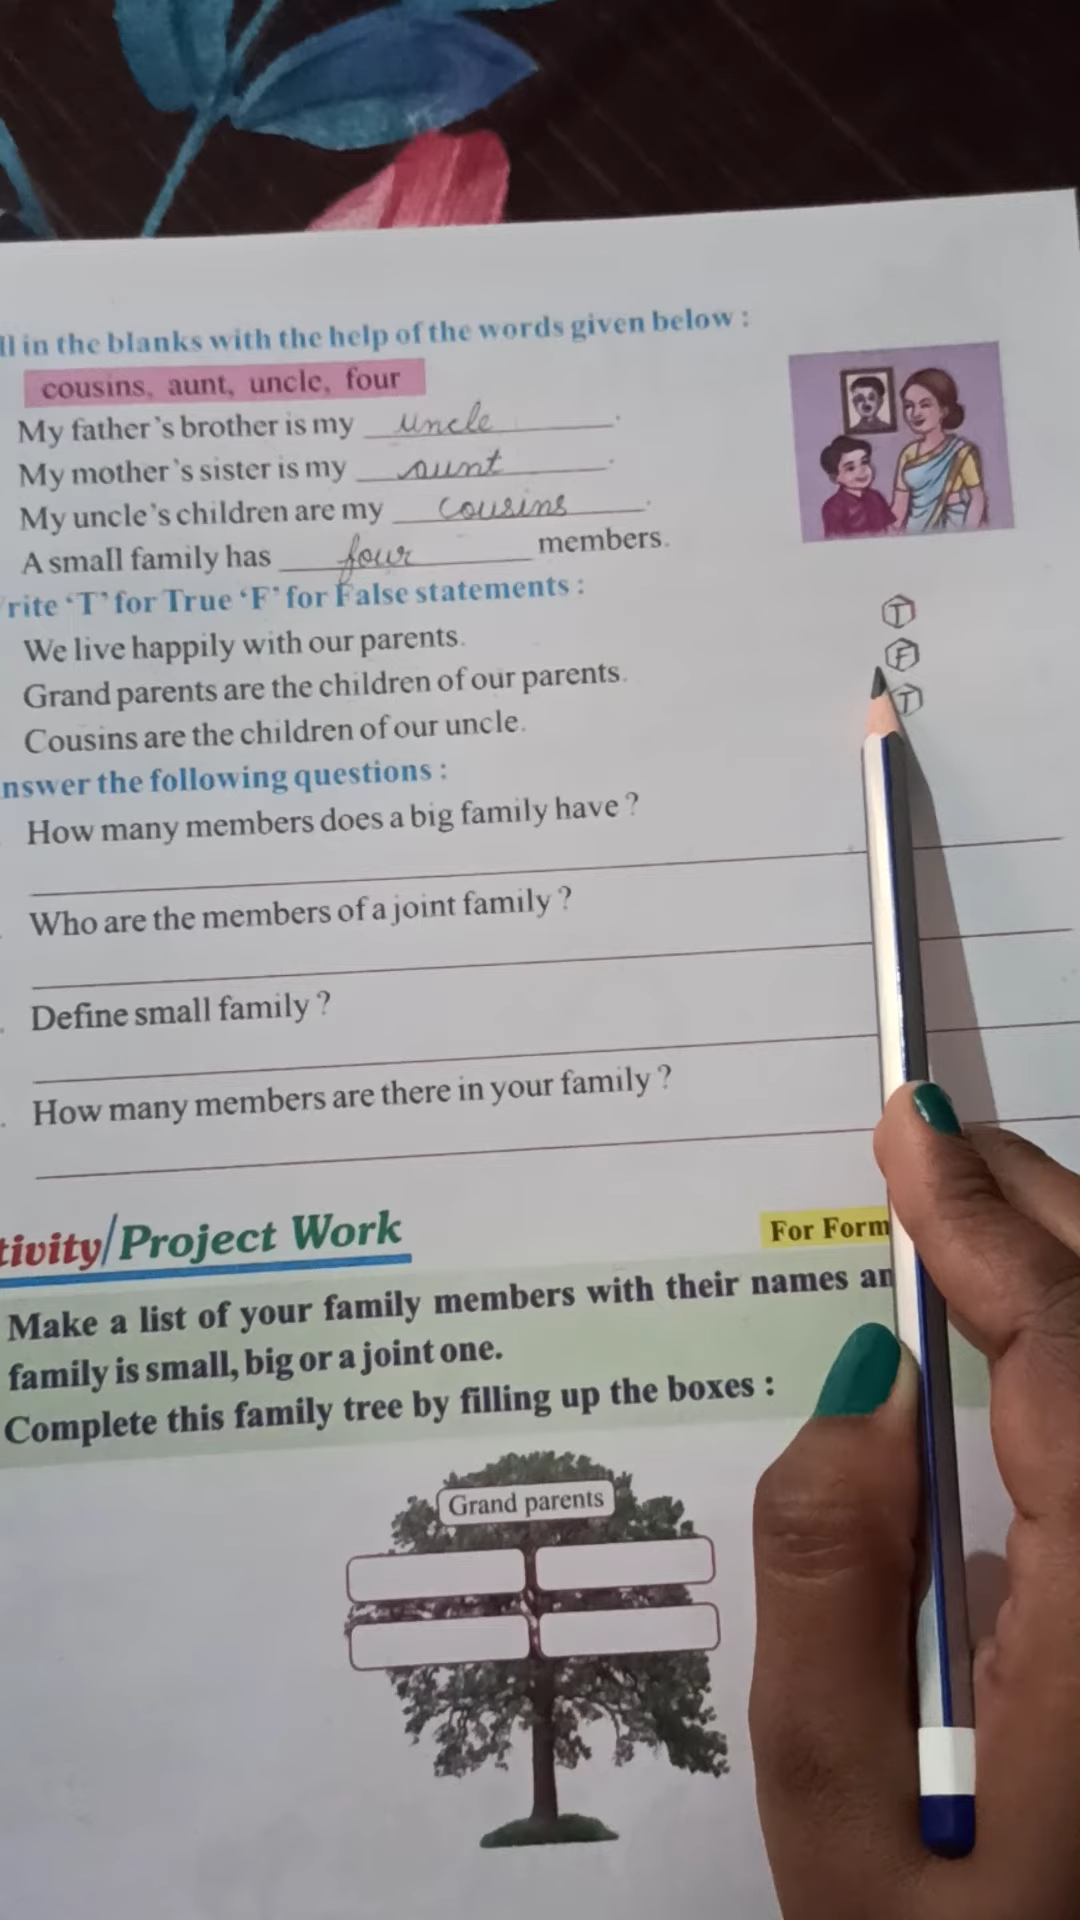 ll in the blanks with the help of the words given below :
cousins, aunt, uncle, four
My father's brother is my uncle.
My mother's sister is my aunt.
My uncle's children are my cousins.
A small family has four members.
rite 'T' for True 'F' for False statements :
We live happily with our parents. T
Grand parents are the children of our parents. F
Cousins are the children of our uncle. T
nswer the following questions :
How many members does a big family have ?
Who are the members of a joint family ?
Define small family ?
How many members are there in your family ?
tivity/Project Work
For Form
Make a list of your family members with their names an
family is small, big or a joint one.
Complete this family tree by filling up the boxes :
Grand parents